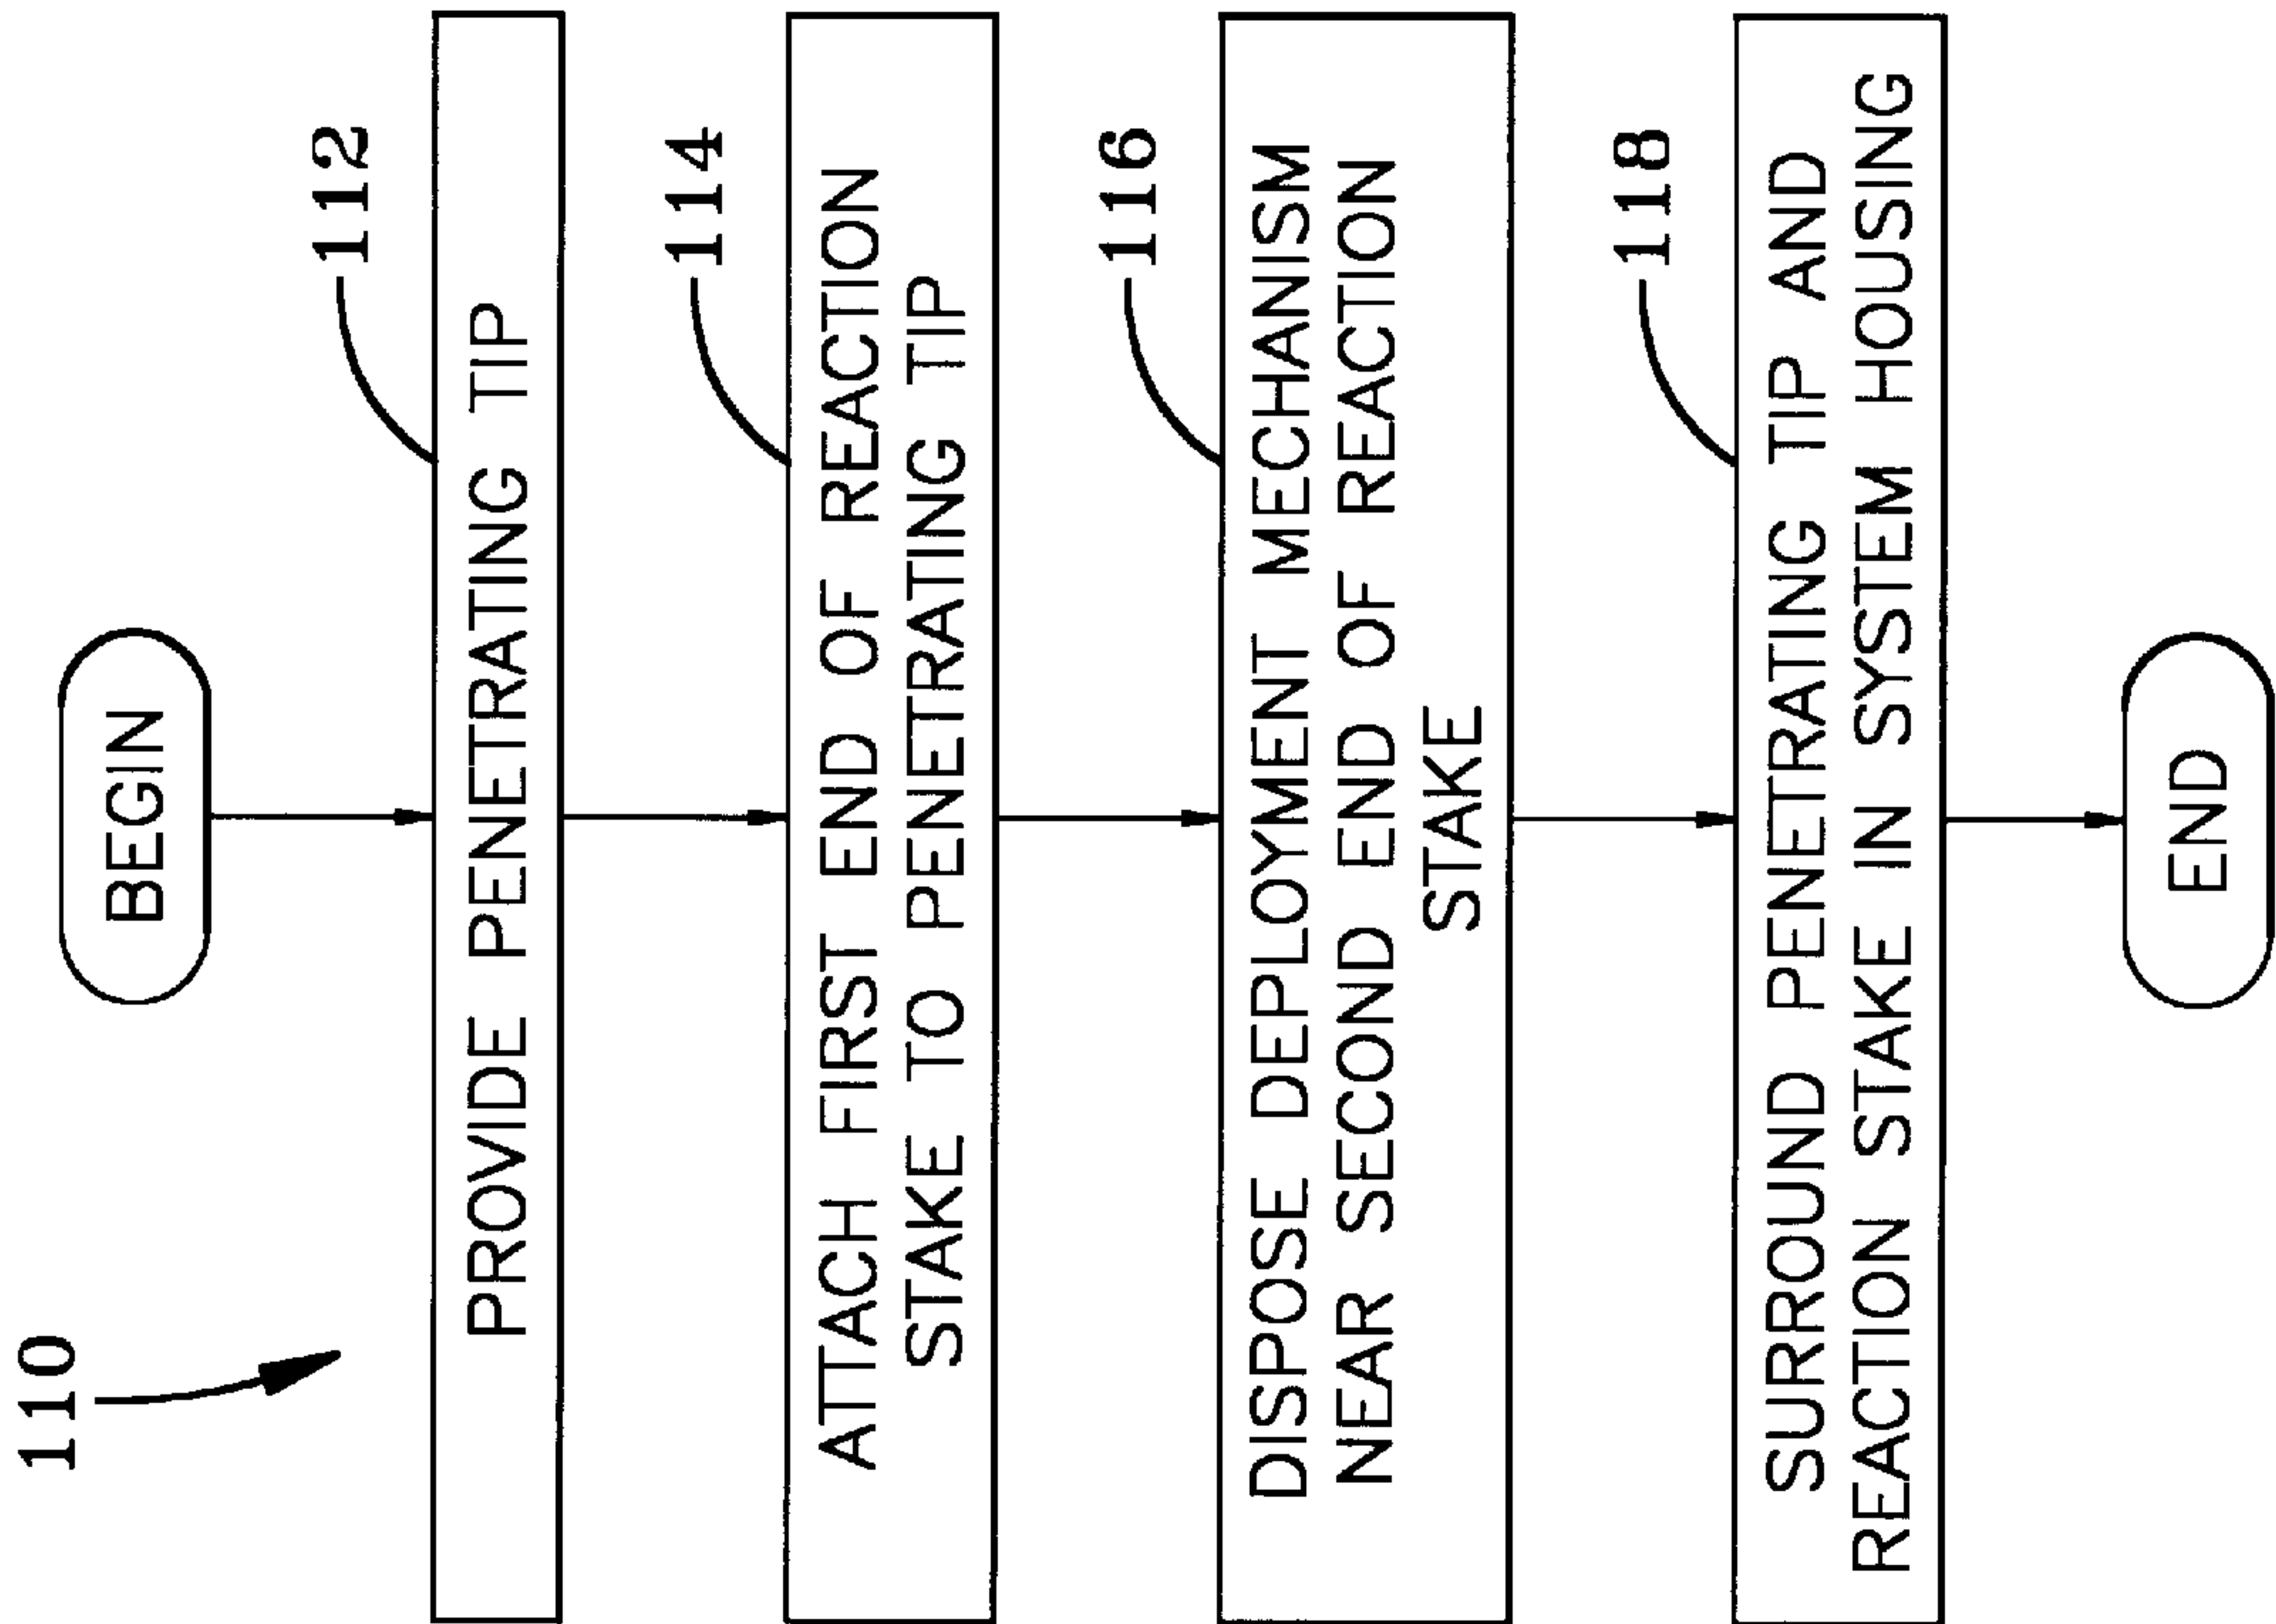 110
BEGIN
112
PROVIDE PENETRATING TIP
114
ATTACH FIRST END OF REACTION
STAKE TO PENETRATING TIP
116
DISPOSE DEPLOYMENT MECHANISM
NEAR SECOND END OF REACTION
STAKE
118
SURROUND PENETRATING TIP AND
REACTION STAKE IN SYSTEM HOUSING
END